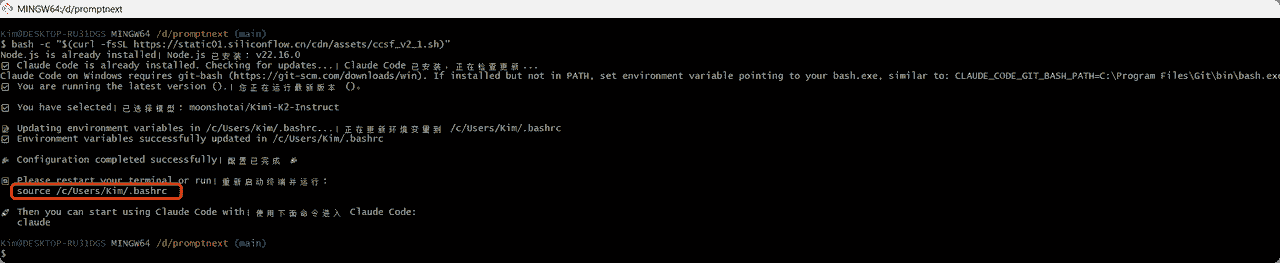 MINGW64:/d/promptnext
Kim@DESKTOP-RU31DGS MINGW64 /d/promptnext (main)
$ bash -c "$(curl -fsSL https://static01.siliconflow.cn/cdn/assets/ccsf_v2_1.sh)"
Node.js is already installed| Node.js 已安装: v22.16.0
Claude Code is already installed. Checking for updates...| Claude Code 已安装，正在检查更新...
Claude Code on Windows requires git-bash (https://git-scm.com/downloads/win). If installed but not in PATH, set environment variable pointing to your bash.exe, similar to: CLAUDE_CODE_GIT_BASH_PATH=C:\Program Files\Git\bin\bash.exe
You are running the latest version ().| 您正在运行最新版本 ()。
You have selected| 已选择模型: moonshotai/Kimi-K2-Instruct
Updating environment variables in /c/Users/Kim/.bashrc...| 正在更新环境变量到 /c/Users/Kim/.bashrc
Environment variables successfully updated in /c/Users/Kim/.bashrc
Configuration completed successfully| 配置已完成
Please restart your terminal or run| 重新启动终端并运行:
source /c/Users/Kim/.bashrc
Then you can start using Claude Code with| 使用下面命令进入 Claude Code:
claude
Kim@DESKTOP-RU31DGS MINGW64 /d/promptnext (main)
$